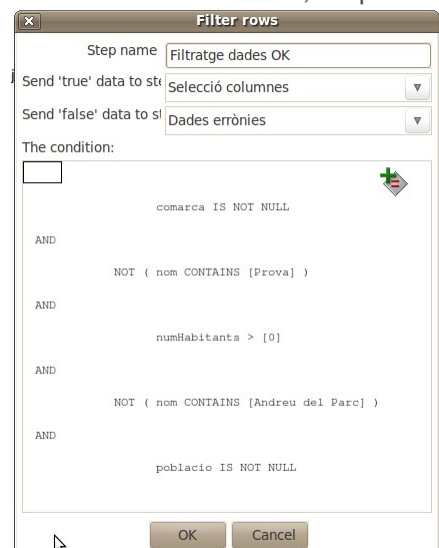 Filter rows
Step name Filtratge dades OK
Send 'true' data to ste Selecció columnes
Send 'false' data to st Dades errònies
The condition:
comarca IS NOT NULL
AND
NOT ( nom CONTAINS [Prova] )
AND
numHabitants > [0]
AND
NOT ( nom CONTAINS [Andreu del Parc] )
AND
poblacio IS NOT NULL
OK Cancel